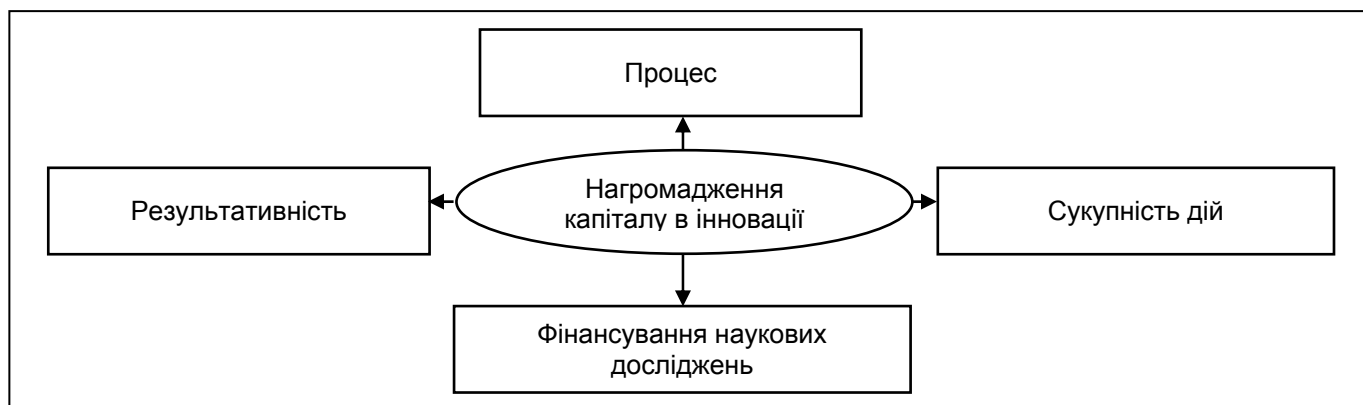 Процес
Нагромадження
капіталу в інновації
Результативність
Сукупність дій
Фінансування наукових
досліджень